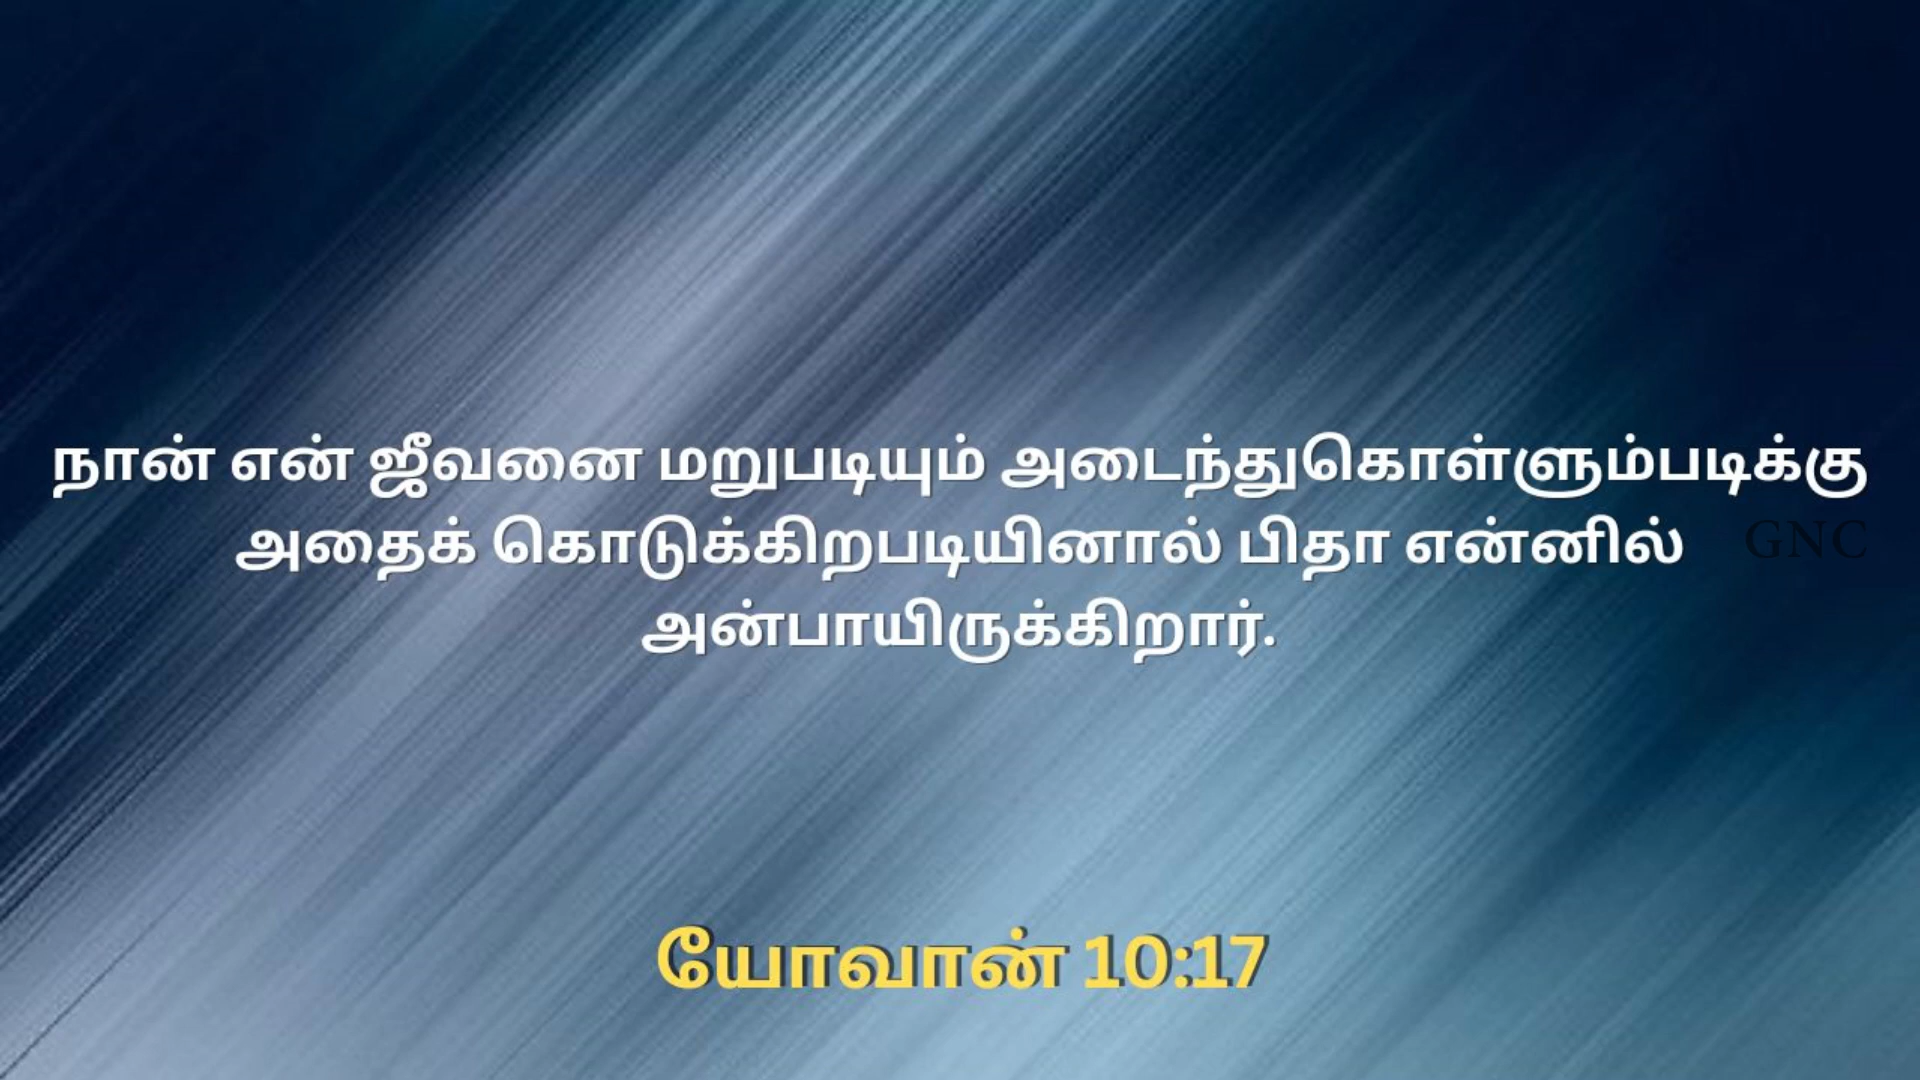 நான் என் ஜீவனை மறுபடியும் அடைந்துகொள்ளும்படிக்கு
அதைக் கொடுக்கிறபடியினால் பிதா என்னில்
GNC
அன்பாயிருக்கிறார்.
யோவான் 10:17